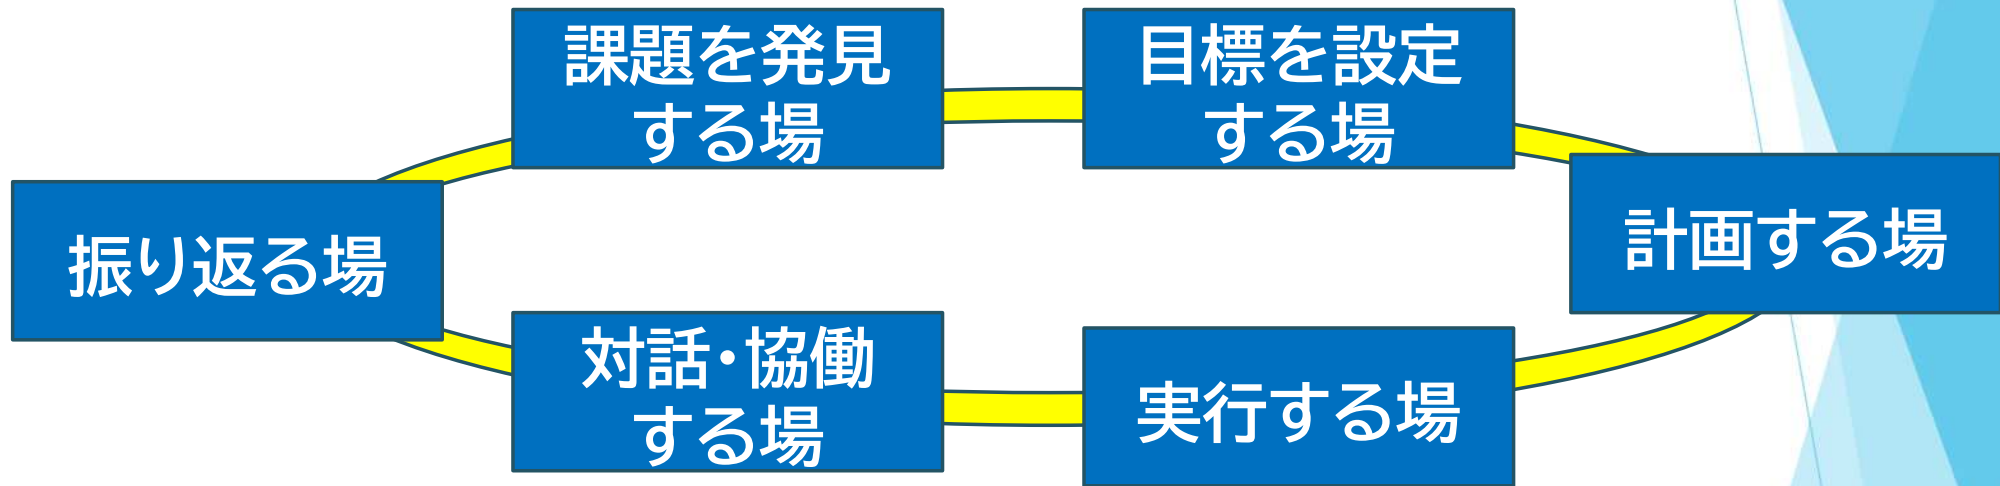 課題を発見
する場
目標を設定
する場
計画する場
実行する場
対話・協働
する場
振り返る場